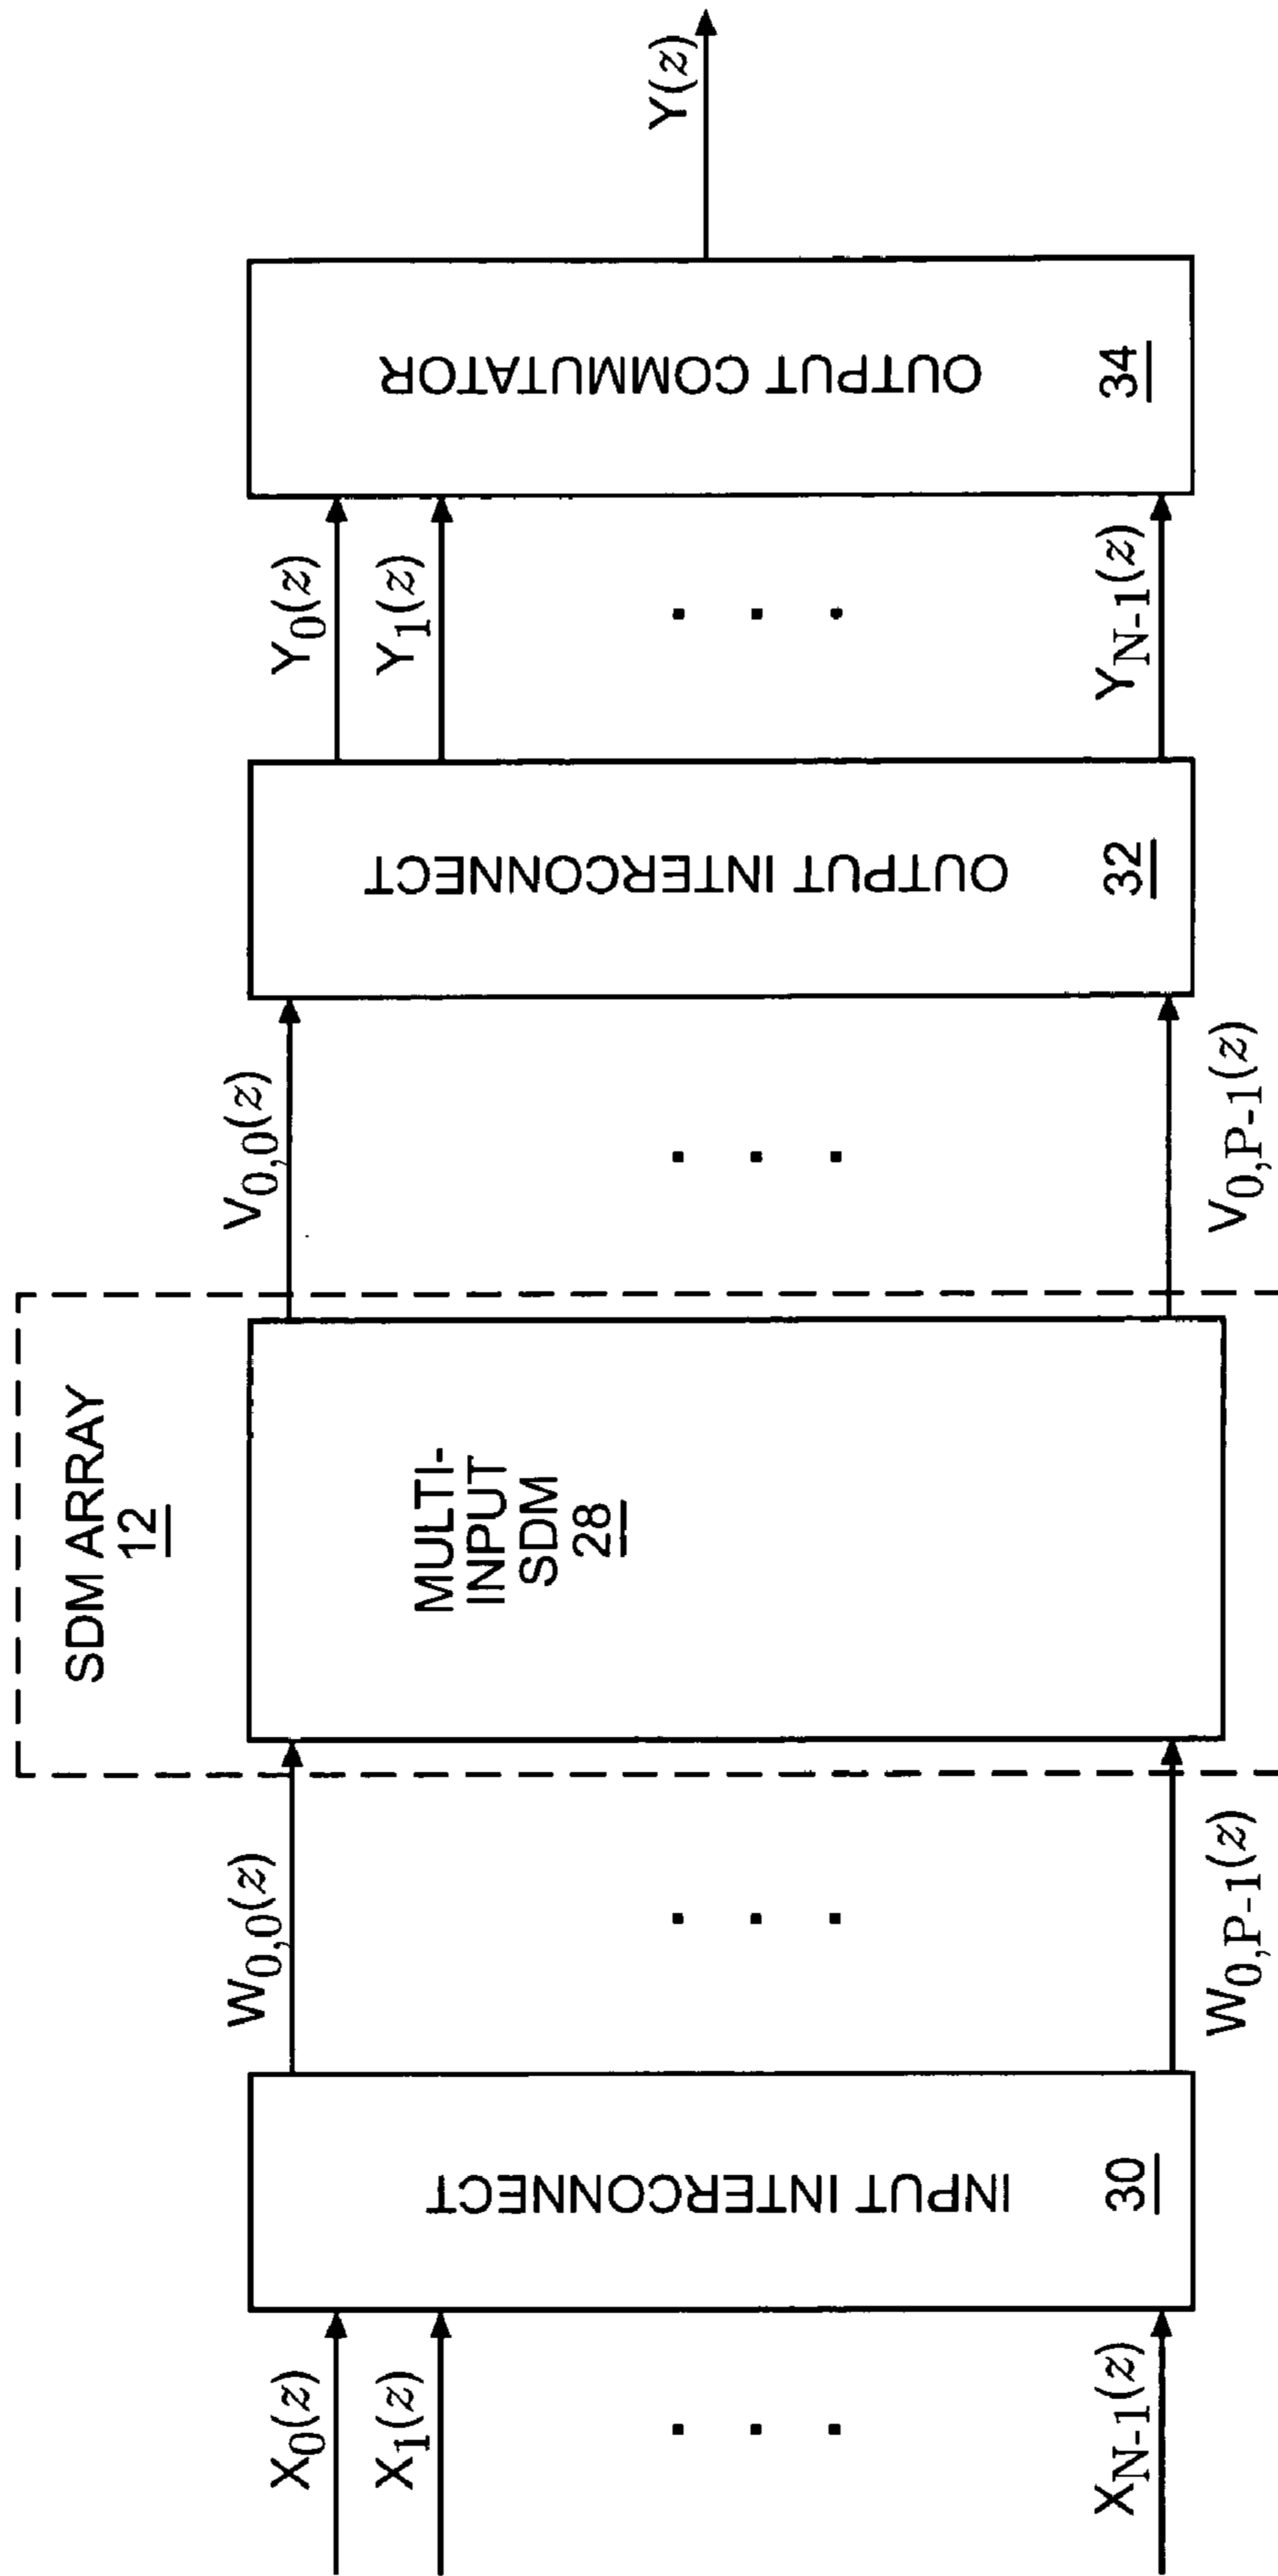 X0(z)
X1(z)
XN-1(z)
INPUT INTERCONNECT
30
W0,0(z)
W0,P-1(z)
SDM ARRAY
12
MULTI-
INPUT
SDM
28
V0,0(z)
V0,P-1(z)
OUTPUT INTERCONNECT
32
Y0(z)
Y1(z)
YN-1(z)
OUTPUT COMMUTATOR
34
Y(z)